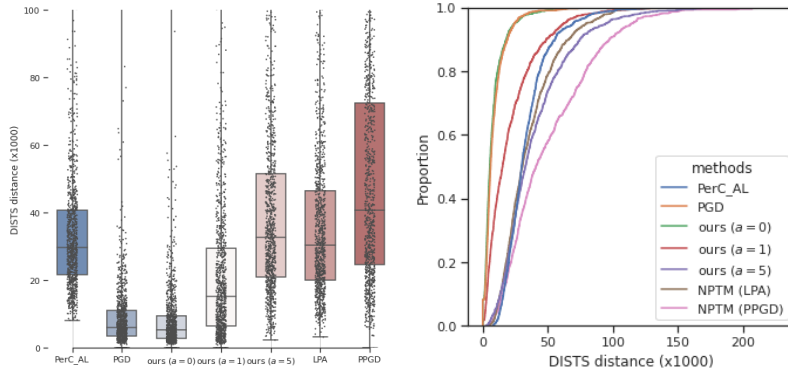 100
80
60
40
20
0
DISTS distance (x1000)
PerC_AL PGD ours (a = 0) ours (a = 1) ours (a = 5) LPA PPGD
1.0
0.8
0.6
0.4
0.2
0.0
Proportion
methods
PerC_AL
PGD
ours (a = 0)
ours (a = 1)
ours (a = 5)
NPTM (LPA)
NPTM (PPGD)
0 50 100 150 200
DISTS distance (x1000)